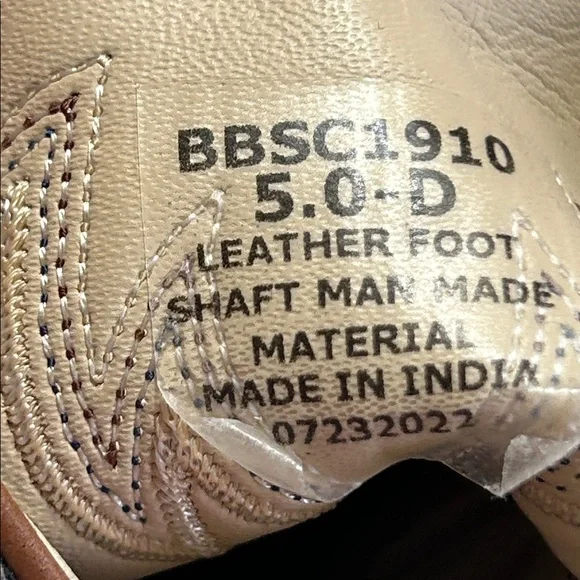 BBSC1910
5.0-D
LEATHER FOOT
SHAFT MAN MADE
MATERIAL
MADE IN INDIA
07232022